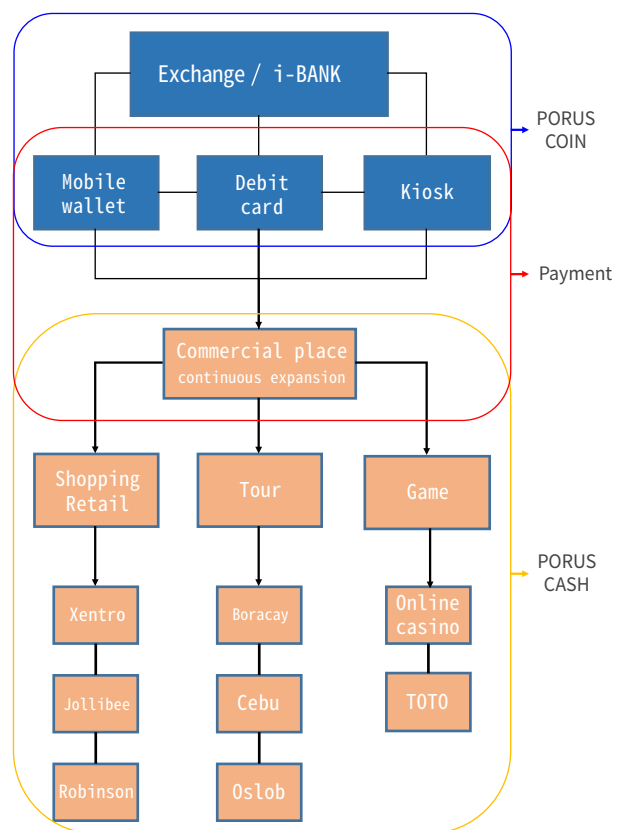 Exchange / i-BANK
PORUS
COIN
Mobile
wallet
Debit
card
Kiosk
Payment
Commercial place
continuous expansion
Shopping
Retail
Tour
Game
PORUS
CASH
Xentro
Boracay
Online
casino
Jollibee
Cebu
TOTO
Robinson
Oslob